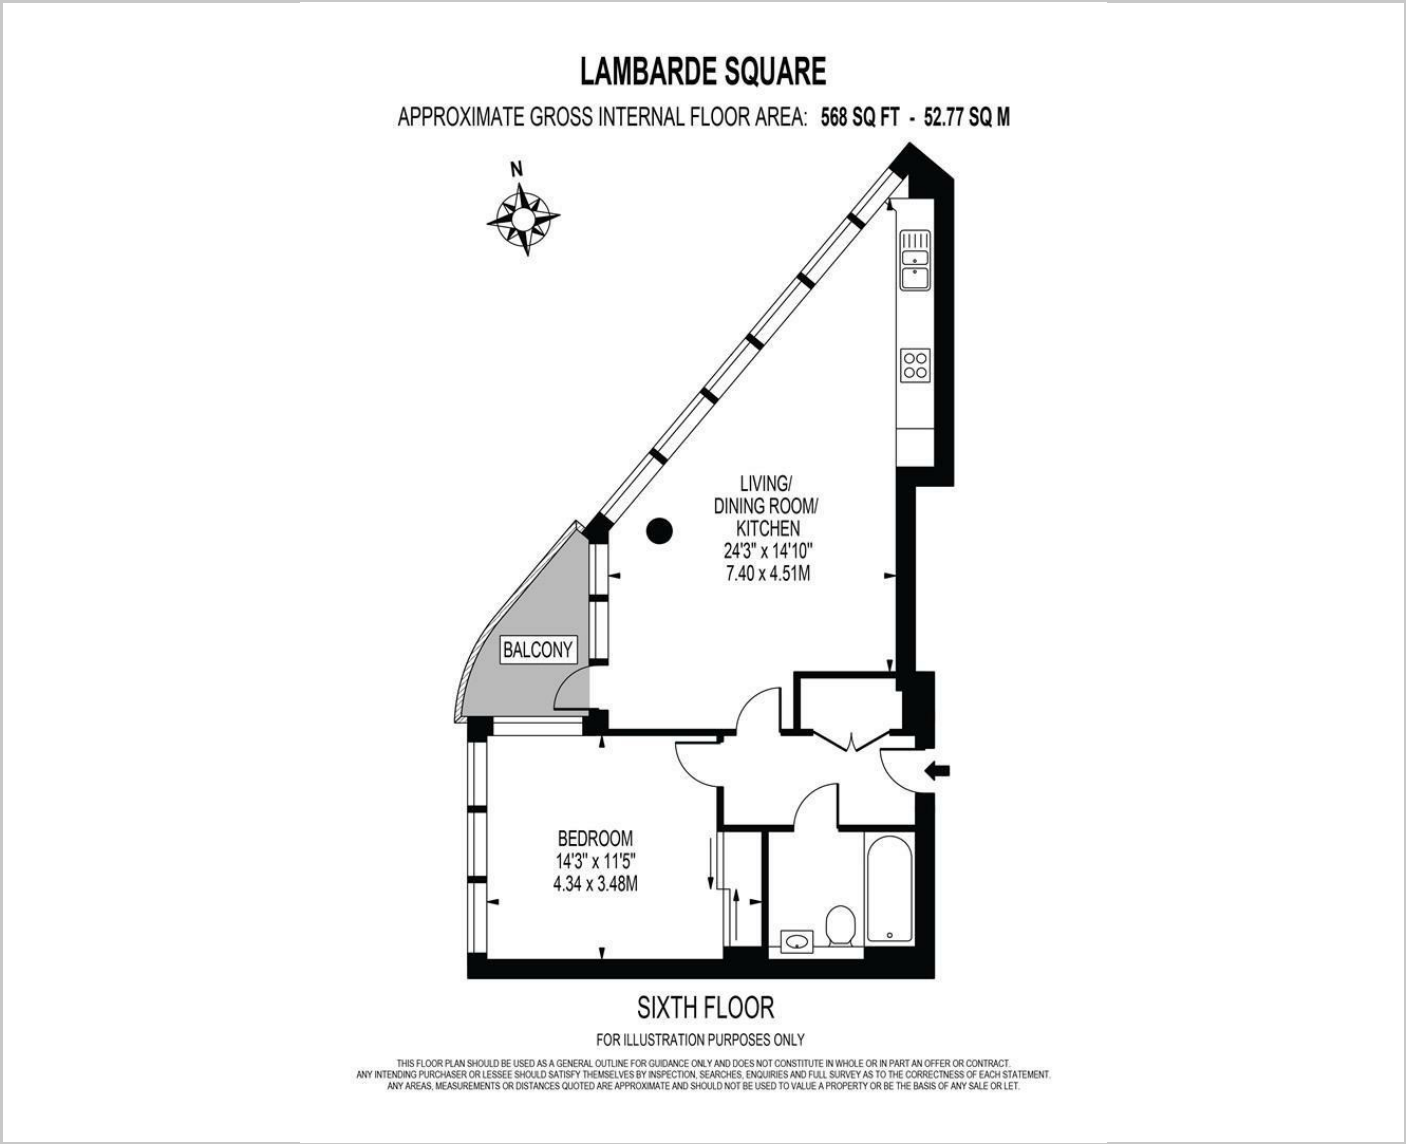 LAMBARDE SQUARE
APPROXIMATE GROSS INTERNAL FLOOR AREA: 568 SQ FT - 52.77 SQ M
N
LIVING/
DINING ROOM/
KITCHEN
24'3" x 14'10"
7.40 x 4.51M
BALCONY
BEDROOM
14'3" x 11'5"
4.34 x 3.48M
SIXTH FLOOR
FOR ILLUSTRATION PURPOSES ONLY
THIS FLOOR PLAN SHOULD BE USED AS A GENERAL OUTLINE FOR GUIDANCE ONLY AND DOES NOT CONSTITUTE IN WHOLE OR IN PART AN OFFER OR CONTRACT.
ANY INTENDING PURCHASER OR LESSEE SHOULD SATISFY THEMSELVES BY INSPECTION, SEARCHES, ENQUIRIES AND FULL SURVEY AS TO THE CORRECTNESS OF EACH STATEMENT.
ANY AREAS, MEASUREMENTS OR DISTANCES QUOTED ARE APPROXIMATE AND SHOULD NOT BE USED TO VALUE A PROPERTY OR BE THE BASIS OF ANY SALE OR LET.